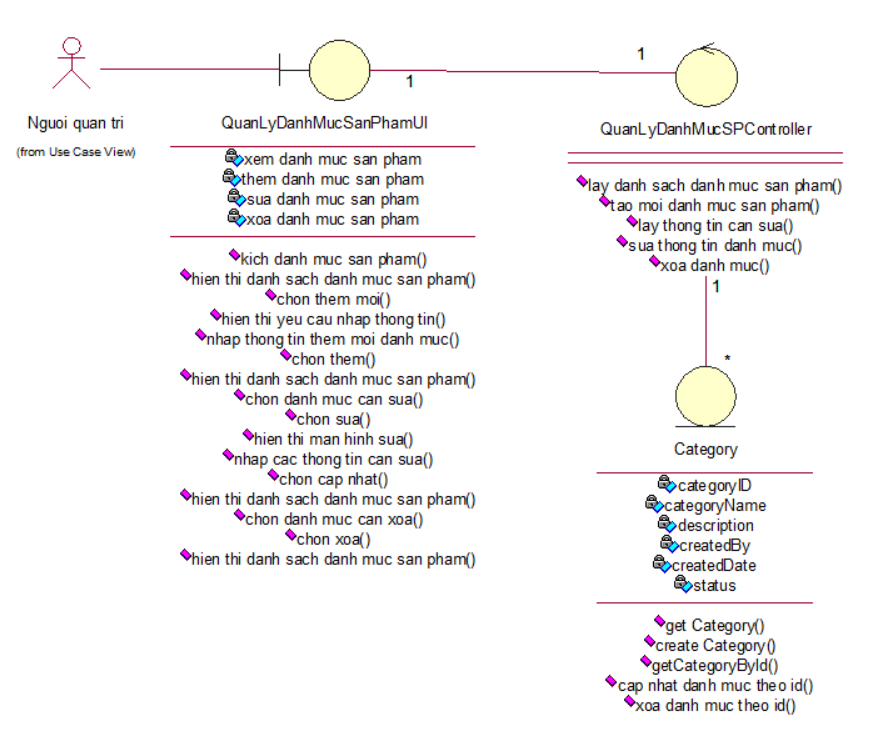 Nguoi quan tri
(from Use Case View)
1
QuanLyDanhMucSanPhamUI
xem danh muc san pham
them danh muc san pham
sua danh muc san pham
xoa danh muc san pham
kich danh muc san pham()
hien thi danh sach danh muc san pham()
chon them moi()
hien thi yeu cau nhap thong tin()
nhap thong tin them moi danh muc()
chon them()
hien thi danh sach danh muc san pham()
chon danh muc can sua()
chon sua()
hien thi man hinh sua()
nhap cac thong tin can sua()
chon cap nhat()
hien thi danh sach danh muc san pham()
chon danh muc can xoa()
chon xoa()
hien thi danh sach danh muc san pham()
1
QuanLyDanhMucSPController
lay danh sach danh muc san pham()
tao moi danh muc san pham()
lay thong tin can sua()
sua thong tin danh muc()
xoa danh muc()
1
*
Category
categoryID
categoryName
description
createdBy
createdDate
status
get Category()
create Category()
getCategoryById()
cap nhat danh muc theo id()
xoa danh muc theo id()